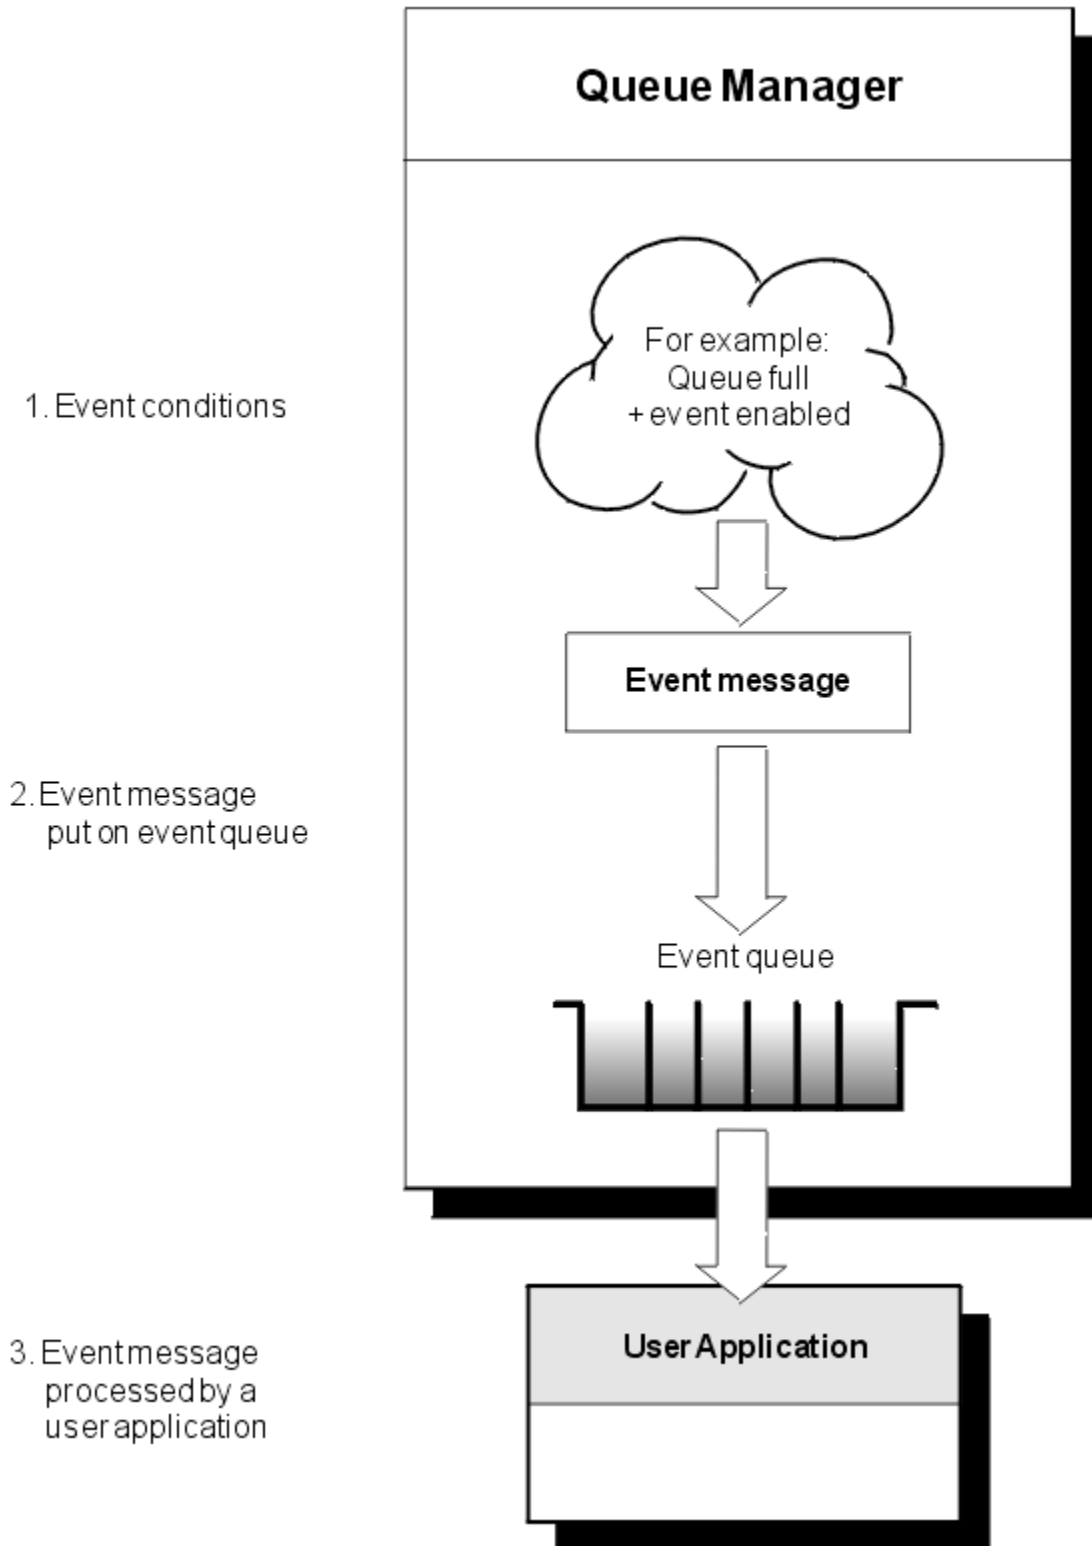 Queue Manager
For example:
Queue full
+ event enabled
1. Event conditions
Event message
2. Event message
put on event queue
Event queue
User Application
3. Event message
processed by a
user application